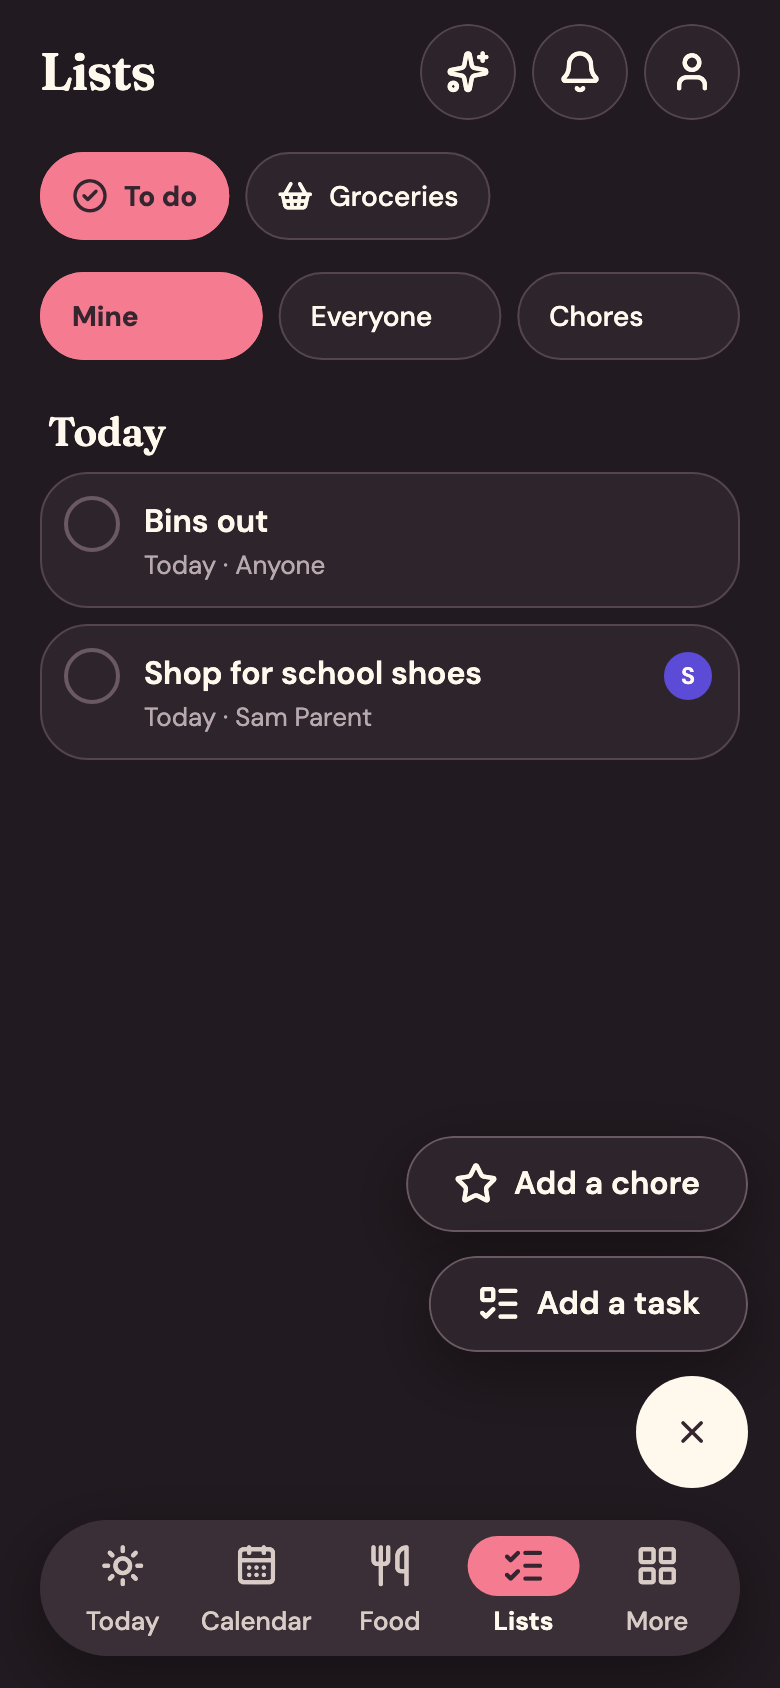 Lists
To do
Groceries
Mine
Everyone
Chores
Today
Bins out
Today · Anyone
Shop for school shoes
S
Today · Sam Parent
Add a chore
Add a task
Today
Calendar
Food
Lists
More